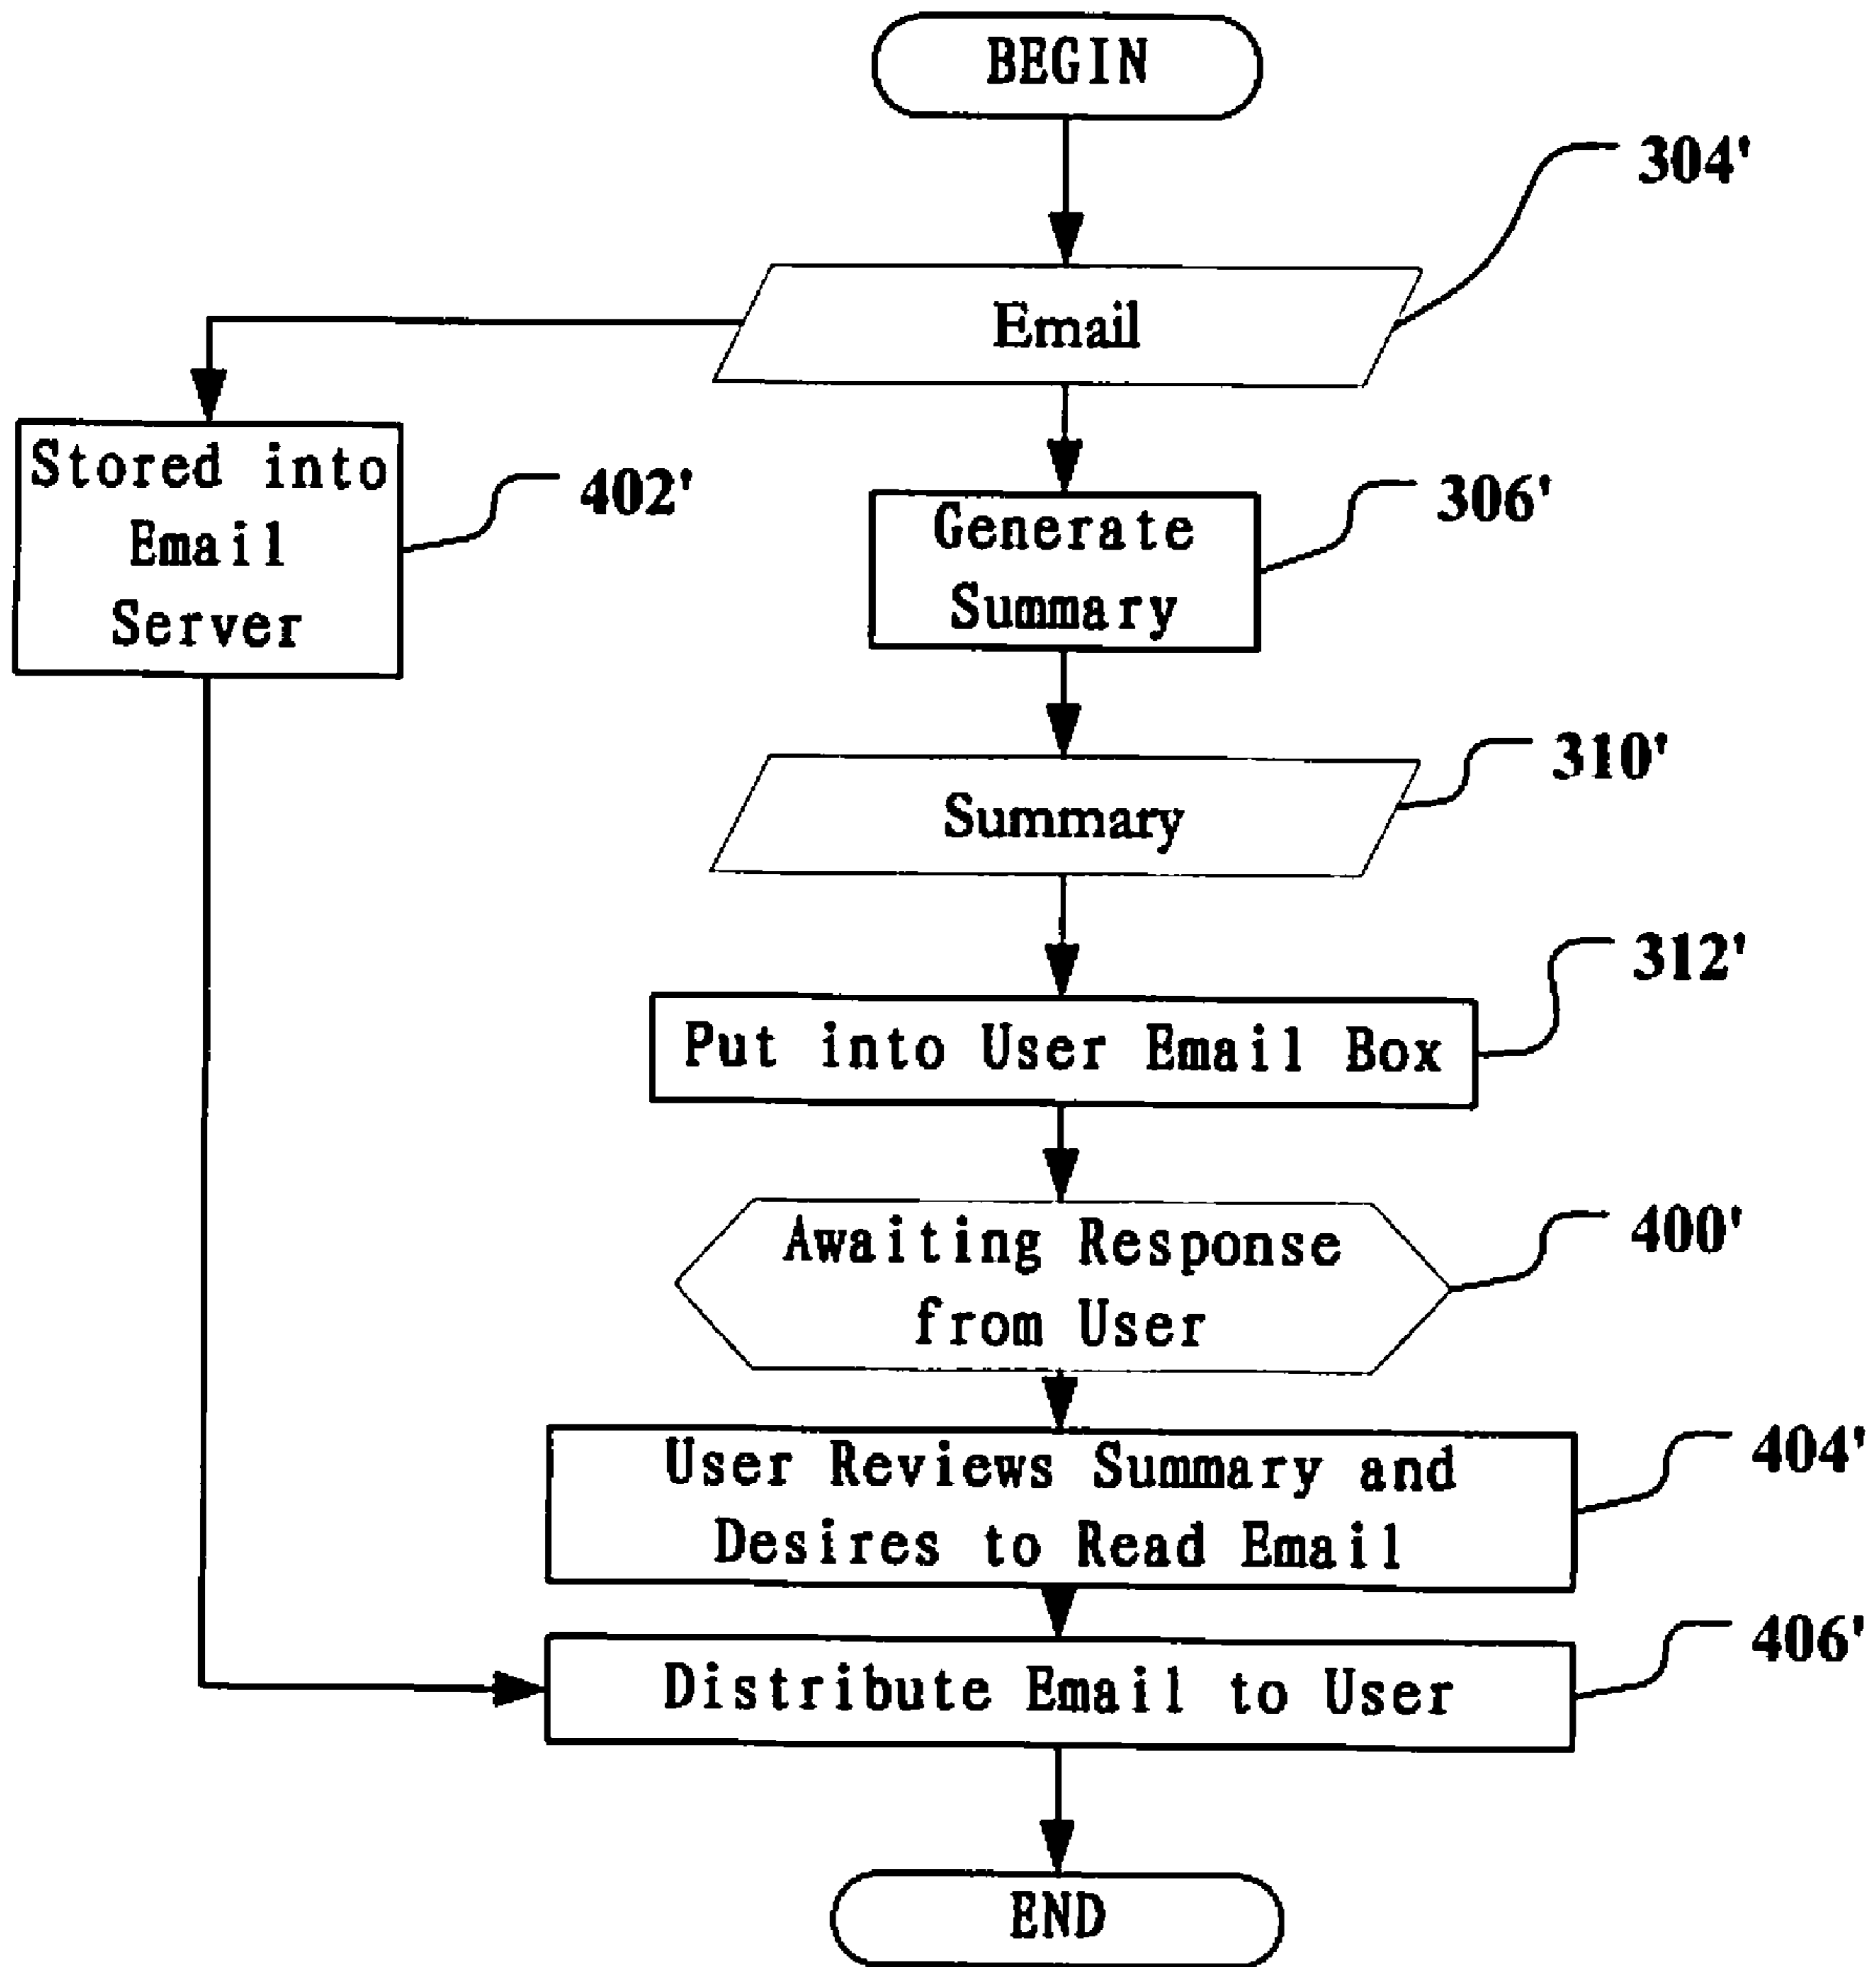 BEGIN
304'
Email
Stored into
Email
Server
402'
Generate
Summary
306'
310'
Summary
312'
Put into User Email Box
Awaiting Response
from User
400'
User Reviews Summary and
Desires to Read Email
404'
406'
Distribute Email to User
END